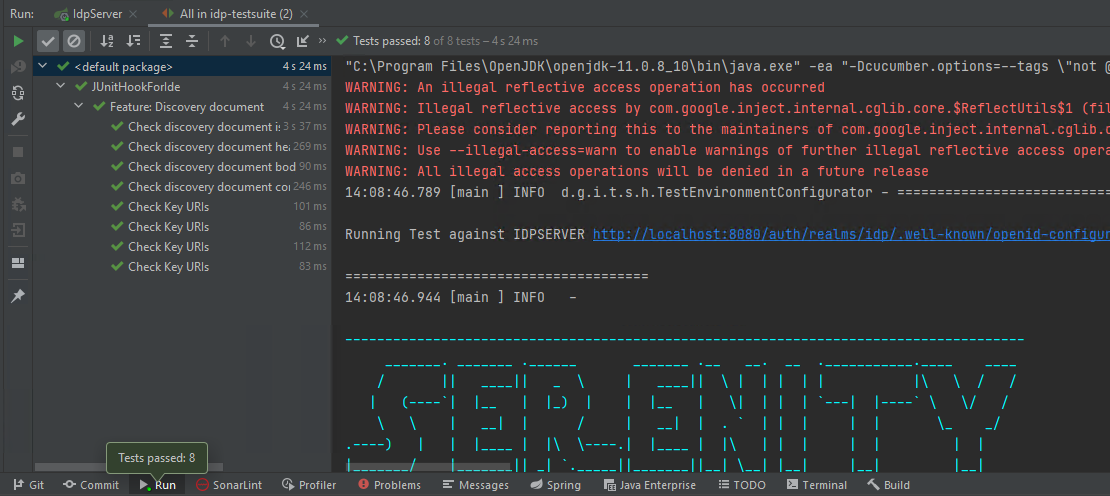 Run: IdpServer × All in idp-testsuite (2) ×
Tests passed: 8 of 8 tests – 4 s 24 ms
<default package> 4 s 24 ms
JUnitHookForIde 4 s 24 ms
Feature: Discovery document 4 s 24 ms
Check discovery document is 3 s 37 ms
Check discovery document hea 269 ms
Check discovery document bod 90 ms
Check discovery document con 246 ms
Check Key URIs 101 ms
Check Key URIs 86 ms
Check Key URIs 112 ms
Check Key URIs 83 ms
"C:\Program Files\OpenJDK\openjdk-11.0.8_10\bin\java.exe" -ea "-Dcucumber.options=--tags \"not @
WARNING: An illegal reflective access operation has occurred
WARNING: Illegal reflective access by com.google.inject.internal.cglib.core.$ReflectUtils$1 (fil
WARNING: Please consider reporting this to the maintainers of com.google.inject.internal.cglib.c
WARNING: Use --illegal-access=warn to enable warnings of further illegal reflective access opera
WARNING: All illegal access operations will be denied in a future release
14:08:46.789 [main ] INFO  d.g.i.t.s.h.TestEnvironmentConfigurator - ===========================
Running Test against IDPSERVER http://localhost:8080/auth/realms/idp/.well-known/openid-configur
======================================
14:08:46.944 [main ] INFO   -
SERENITY
Tests passed: 8
Git Commit Run SonarLint Profiler Problems Messages Spring Java Enterprise TODO Terminal Build